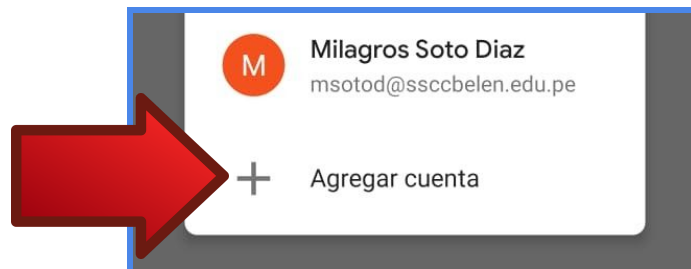 M
Milagros Soto Diaz
msotod@ssccbelen.edu.pe
Agregar cuenta